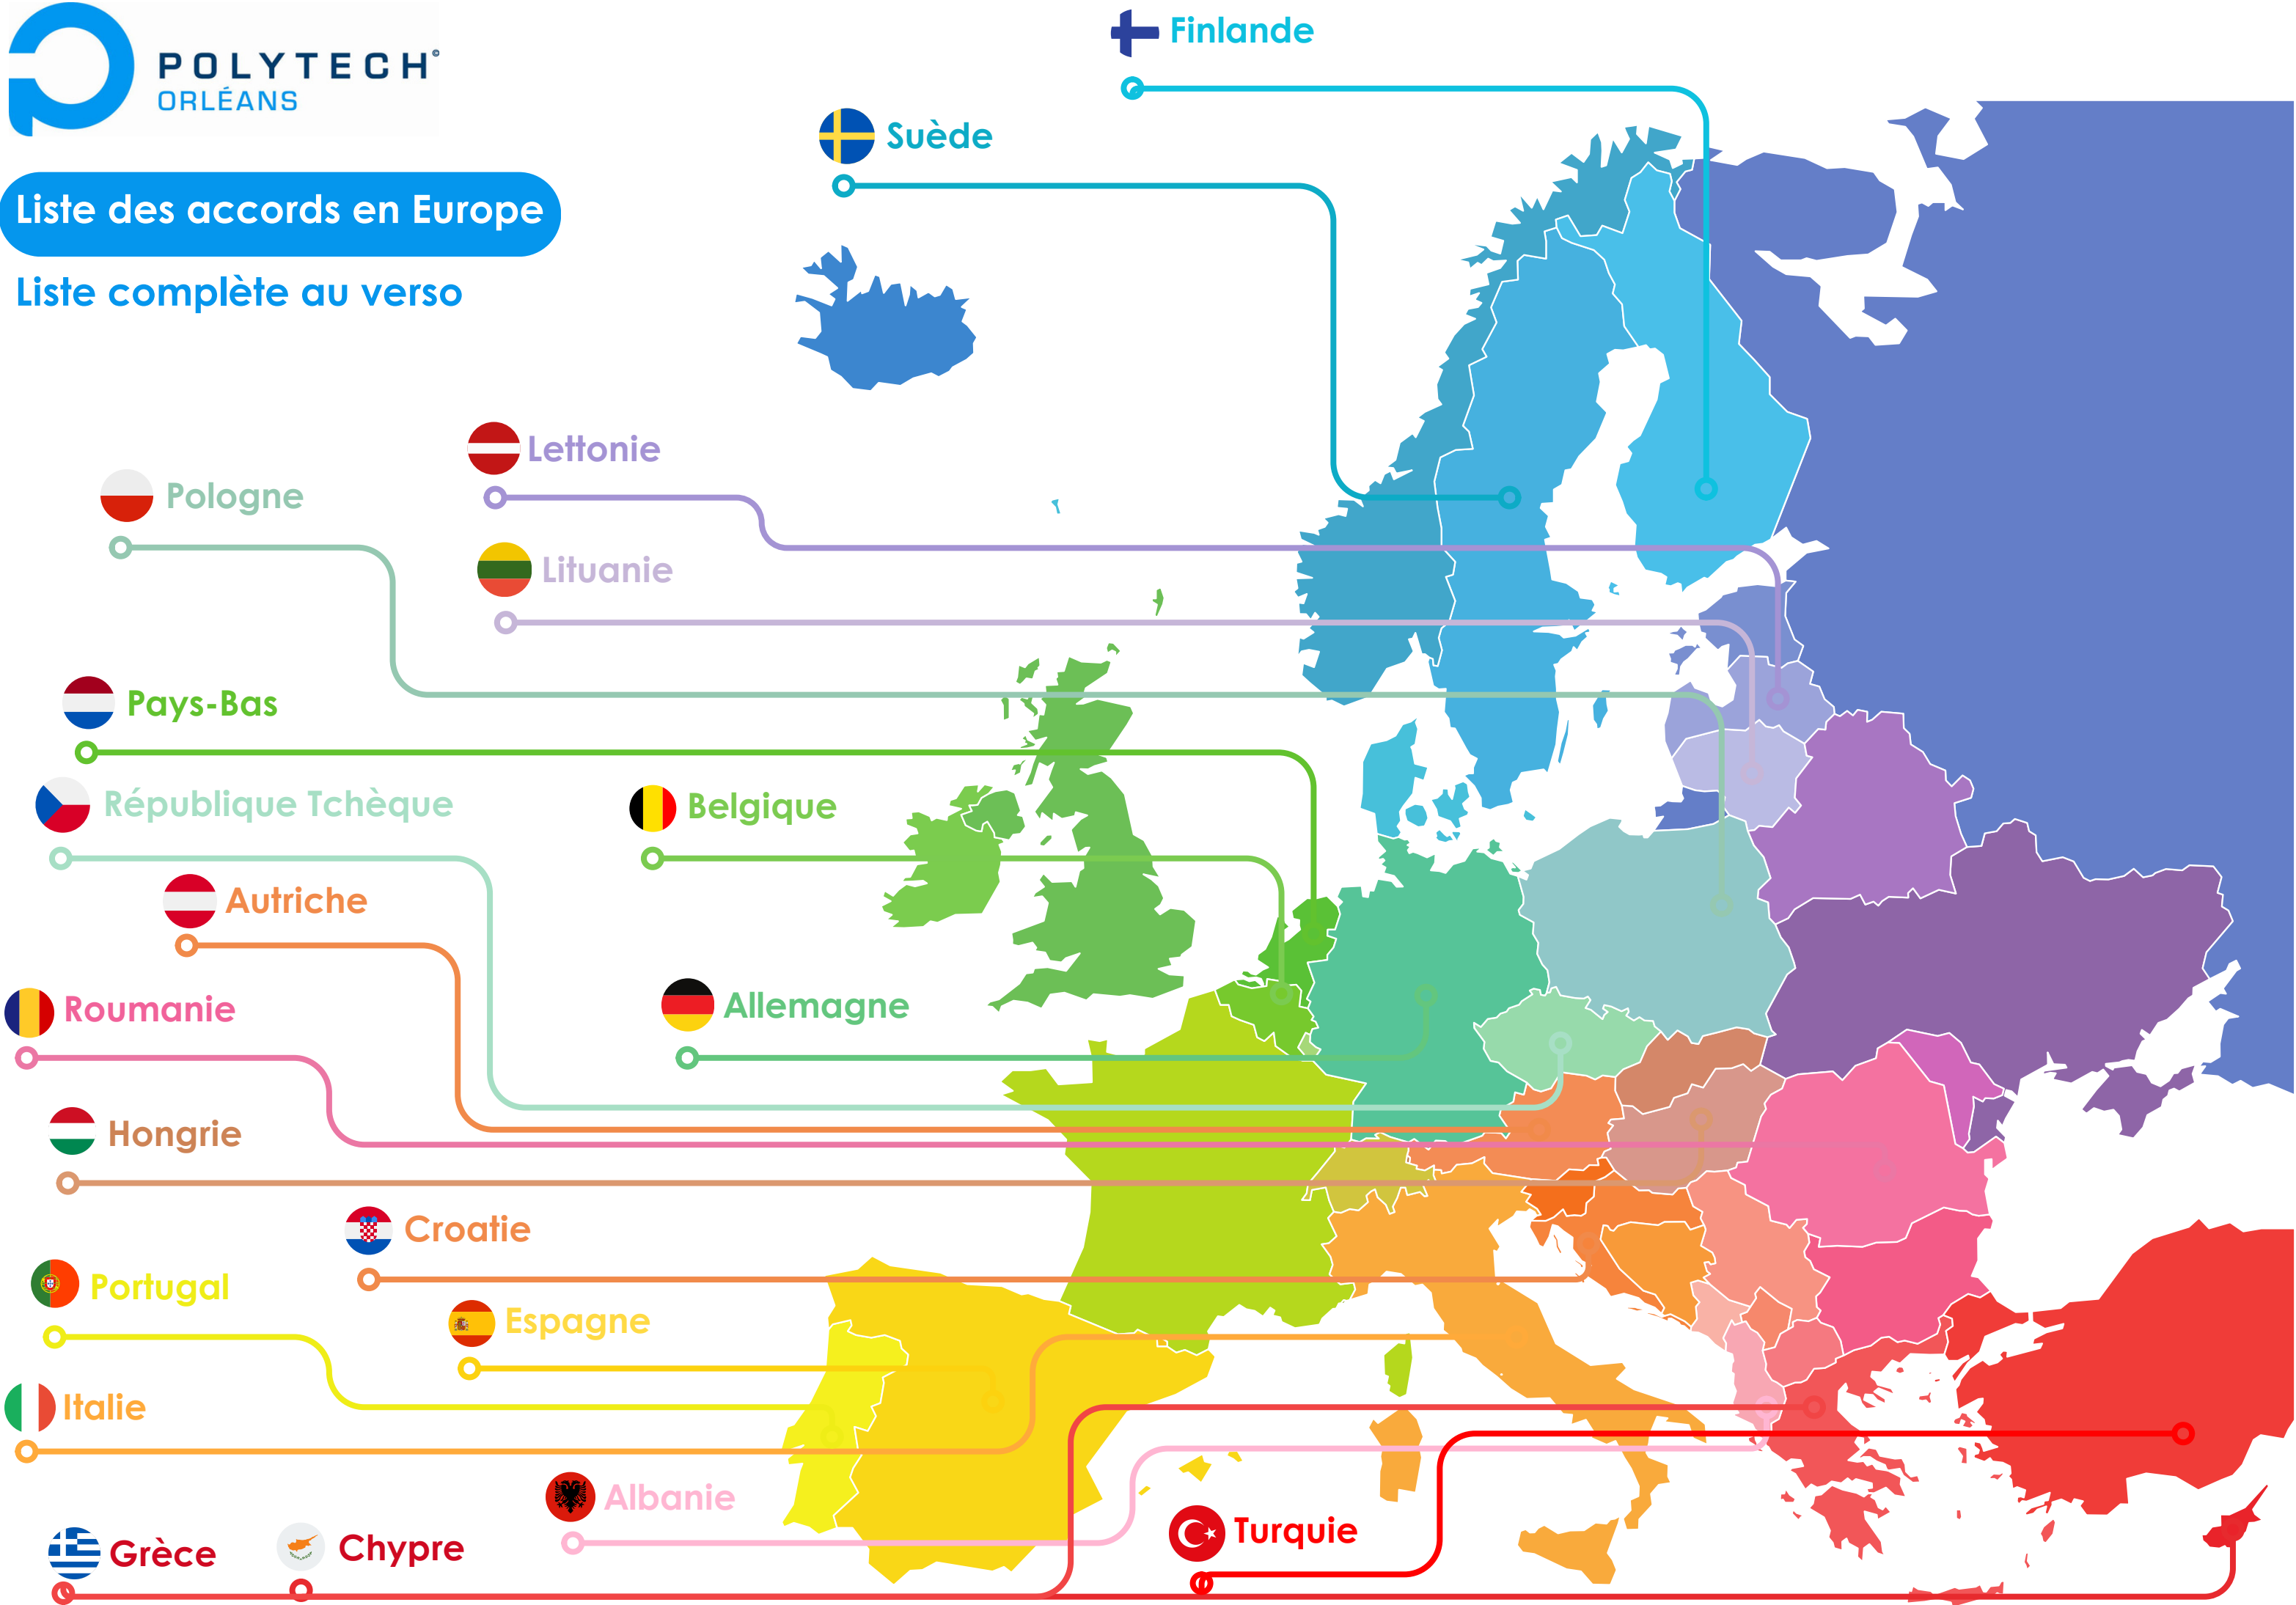 POLYTECH©
ORLÉANS
Liste des accords en Europe
Liste complète au verso
Finlande
Suède
Lettonie
Pologne
Lituanie
Pays-Bas
République Tchèque
Belgique
Autriche
Allemagne
Roumanie
Hongrie
Croatie
Portugal
Espagne
Italie
Albanie
Turquie
Grèce
Chypre